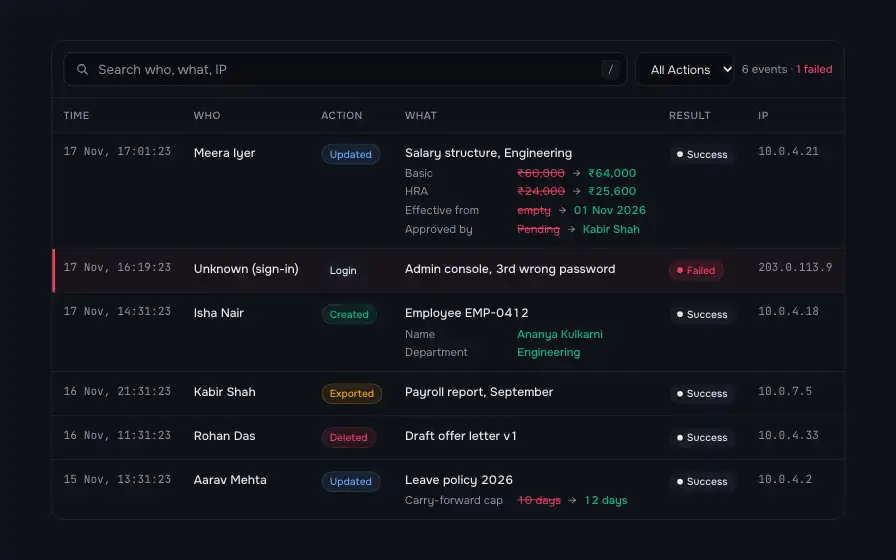 Search who, what, IP / All Actions 6 events · 1 failed
TIME WHO ACTION WHAT RESULT IP
17 Nov, 17:01:23 Meera Iyer Updated Salary structure, Engineering Success 10.0.4.21
Basic ₹60,000 → ₹64,000
HRA ₹24,000 → ₹25,600
Effective from empty → 01 Nov 2026
Approved by Pending → Kabir Shah
17 Nov, 16:19:23 Unknown (sign-in) Login Admin console, 3rd wrong password Failed 203.0.113.9
17 Nov, 14:31:23 Isha Nair Created Employee EMP-0412 Success 10.0.4.18
Name Ananya Kulkarni
Department Engineering
16 Nov, 21:31:23 Kabir Shah Exported Payroll report, September Success 10.0.7.5
16 Nov, 11:31:23 Rohan Das Deleted Draft offer letter v1 Success 10.0.4.33
15 Nov, 13:31:23 Aarav Mehta Updated Leave policy 2026 Success 10.0.4.2
Carry-forward cap 10 days → 12 days